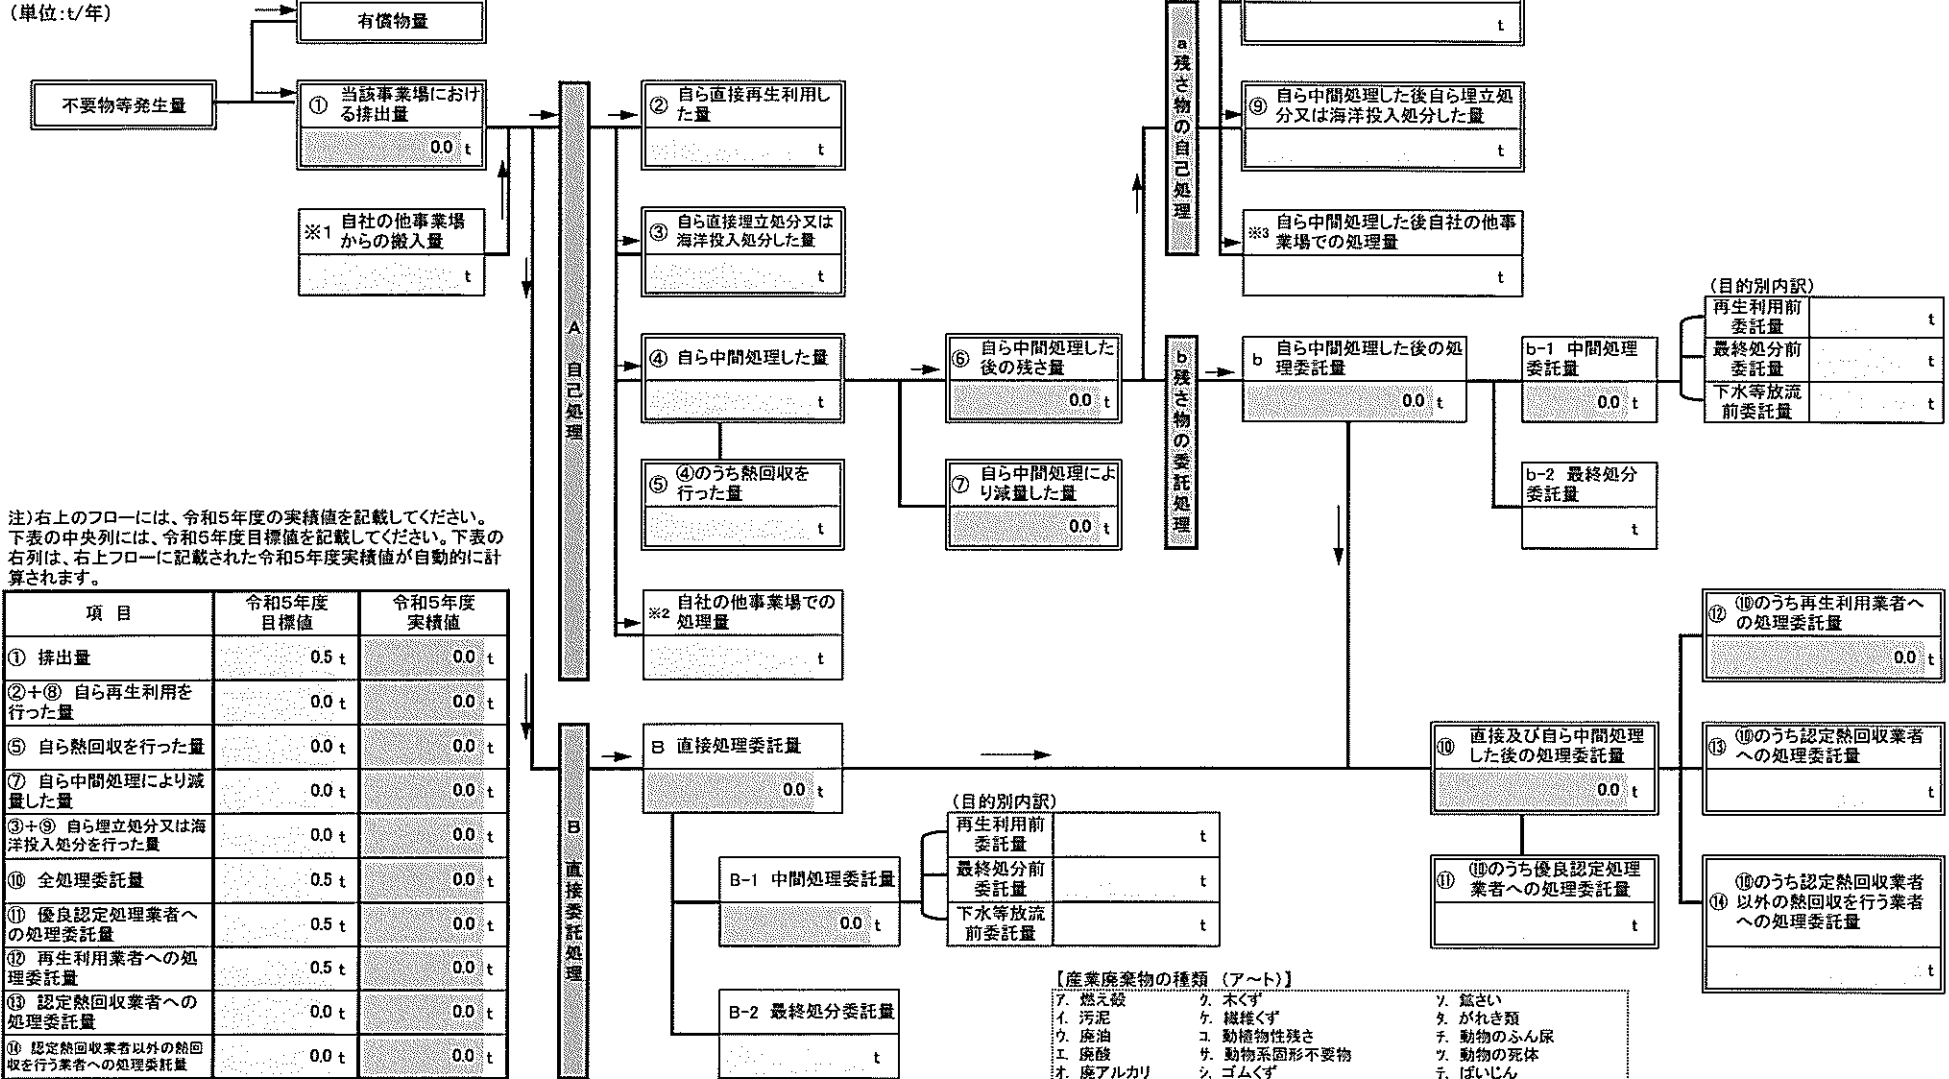 (単位:t/年)
有償物量
不要物等発生量
① 当該事業場におけ
る排出量
0.0 t
※1 自社の他事業場
からの搬入量
t
A 自己処理
② 自ら直接再生利用し
た量
t
③ 自ら直接埋立処分又は
海洋投入処分した量
t
④ 自ら中間処理した量
t
⑤ ④のうち熱回収を
行った量
t
※2 自社の他事業場での
処理量
t
⑥ 自ら中間処理した
後の残さ量
0.0 t
⑦ 自ら中間処理によ
り減量した量
0.0 t
a 残さ物の自己処理
t
⑨ 自ら中間処理した後自ら埋立処
分又は海洋投入処分した量
t
※3 自ら中間処理した後自社の他事
業場での処理量
t
b 残さ物の委託処理
b 自ら中間処理した後の処
理委託量
0.0 t
b-1 中間処理
委託量
0.0 t
b-2 最終処分
委託量
t
(目的別内訳)
再生利用前
委託量
t
最終処分前
委託量
t
下水等放流
前委託量
t
注)右上のフローには、令和5年度の実績値を記載してください。
下表の中央列には、令和5年度目標値を記載してください。下表の
右列は、右上フローに記載された令和5年度実績値が自動的に計
算されます。
項 目
令和5年度
目標値
令和5年度
実績値
① 排出量 0.5 t 0.0 t
②+⑧ 自ら再生利用を
行った量 0.0 t 0.0 t
⑤ 自ら熱回収を行った量 0.0 t 0.0 t
⑦ 自ら中間処理により減
量した量 0.0 t 0.0 t
③+⑨ 自ら埋立処分又は海
洋投入処分を行った量 0.0 t 0.0 t
⑩ 全処理委託量 0.5 t 0.0 t
⑪ 優良認定処理業者へ
の処理委託量 0.5 t 0.0 t
⑫ 再生利用業者への処
理委託量 0.5 t 0.0 t
⑬ 認定熱回収業者への
処理委託量 0.0 t 0.0 t
⑭ 認定熱回収業者以外の熱回
収を行う業者への処理委託量 0.0 t 0.0 t
B 直接委託処理
B 直接処理委託量
0.0 t
B-1 中間処理委託量
0.0 t
B-2 最終処分委託量
t
(目的別内訳)
再生利用前
委託量
t
最終処分前
委託量
t
下水等放流
前委託量
t
⑩ 直接及び自ら中間処理
した後の処理委託量
0.0 t
⑪ ⑩のうち優良認定処理
業者への処理委託量
t
⑫ ⑩のうち再生利用業者へ
の処理委託量
0.0 t
⑬ ⑩のうち認定熱回収業者
への処理委託量
t
⑭ ⑩のうち認定熱回収業者
以外の熱回収を行う業者
への処理委託量
t
【産業廃棄物の種類 (ア~ト)】
ア. 燃え殻
イ. 汚泥
ウ. 廃油
エ. 廃酸
オ. 廃アルカリ
ク. 木くず
ケ. 繊維くず
コ. 動植物性残さ
サ. 動物系固形不要物
シ. ゴムくず
ソ. 鉱さい
タ. がれき類
チ. 動物のふん尿
ツ. 動物の死体
テ. ばいじん